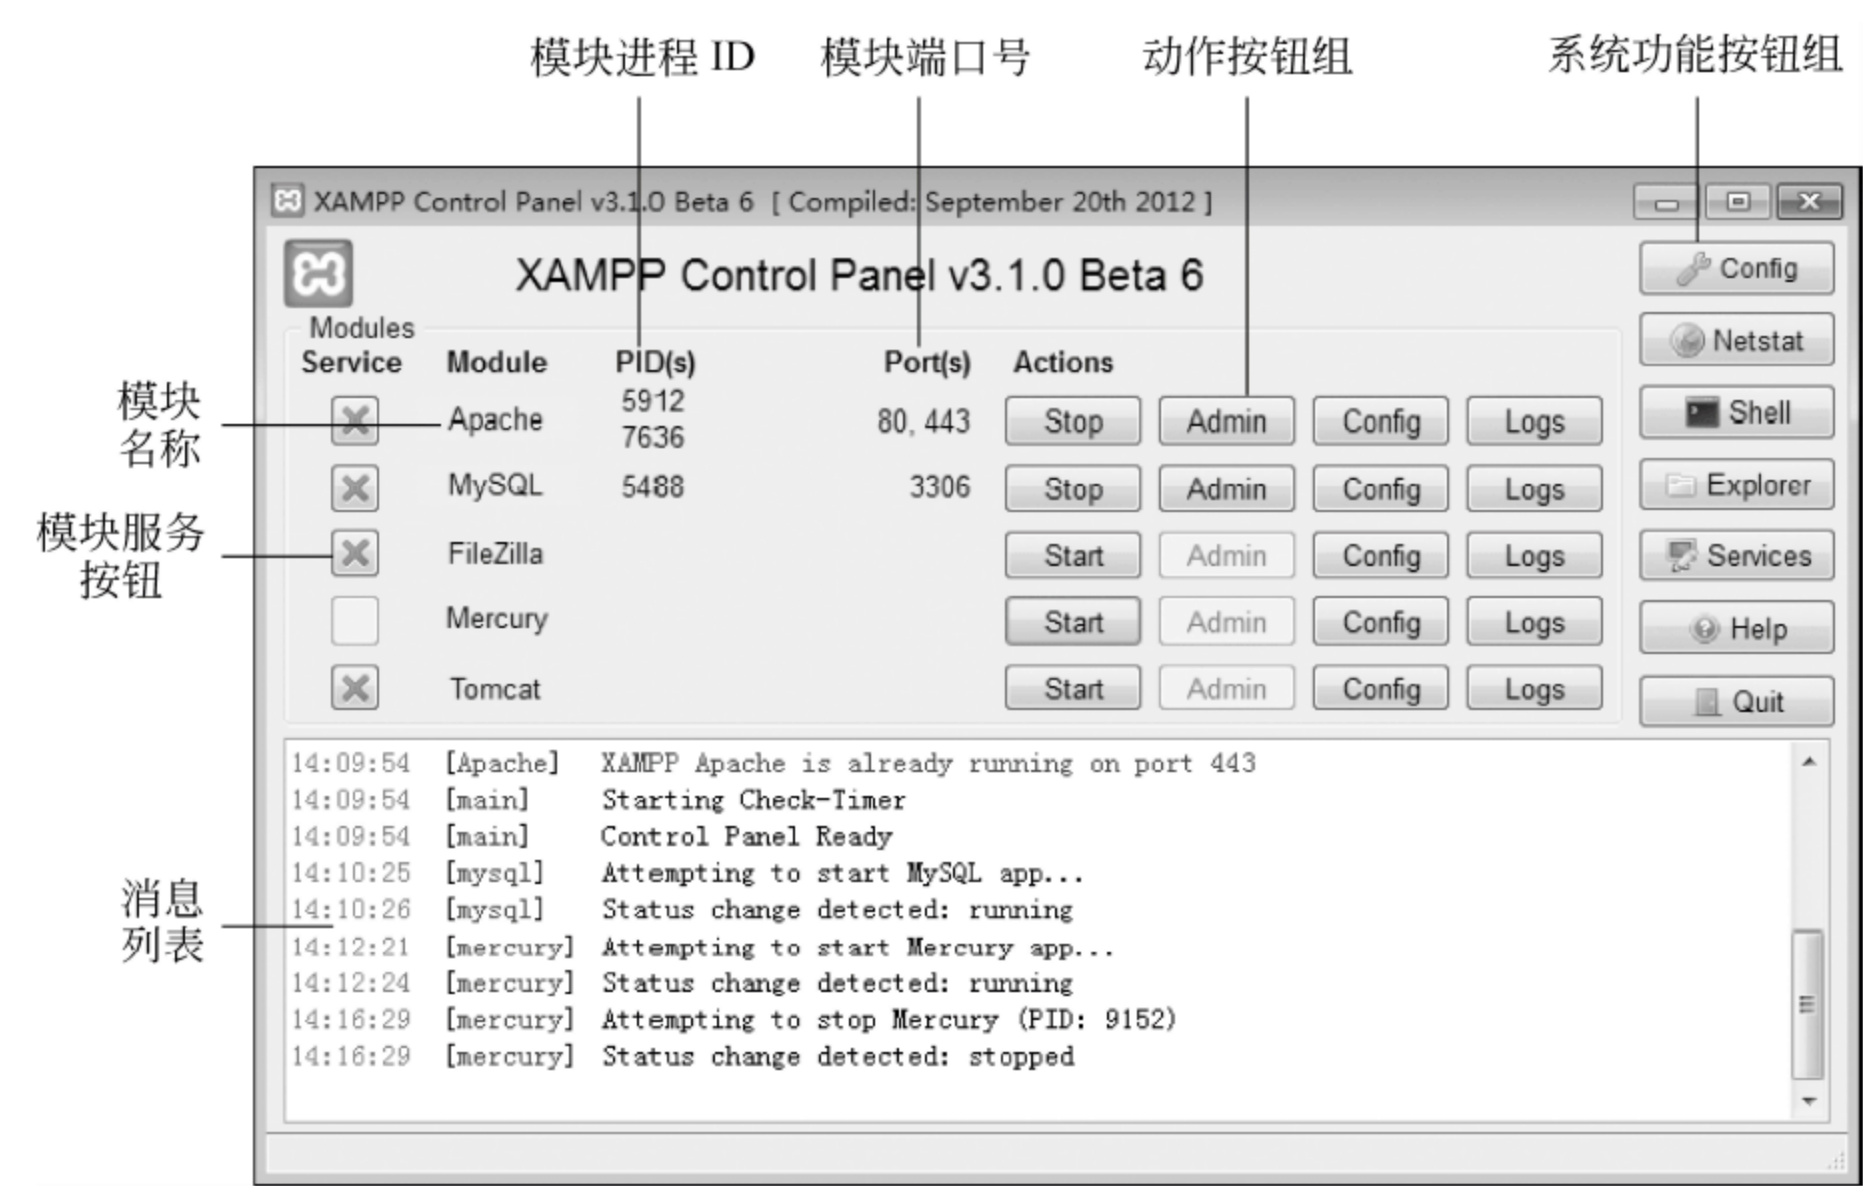 模块进程 ID 模块端口号 动作按钮组 系统功能按钮组
XAMPP Control Panel v3.1.0 Beta 6 [ Compiled: September 20th 2012 ]
XAMPP Control Panel v3.1.0 Beta 6
Config
Netstat
Shell
Explorer
Services
Help
Quit
Modules
Service Module PID(s) Port(s) Actions
Apache 5912 7636 80, 443 Stop Admin Config Logs
MySQL 5488 3306 Stop Admin Config Logs
FileZilla Start Admin Config Logs
Mercury Start Admin Config Logs
Tomcat Start Admin Config Logs
模块
名称
模块服务
按钮
消息
列表
14:09:54 [Apache] XAMPP Apache is already running on port 443
14:09:54 [main] Starting Check-Timer
14:09:54 [main] Control Panel Ready
14:10:25 [mysql] Attempting to start MySQL app...
14:10:26 [mysql] Status change detected: running
14:12:21 [mercury] Attempting to start Mercury app...
14:12:24 [mercury] Status change detected: running
14:16:29 [mercury] Attempting to stop Mercury (PID: 9152)
14:16:29 [mercury] Status change detected: stopped